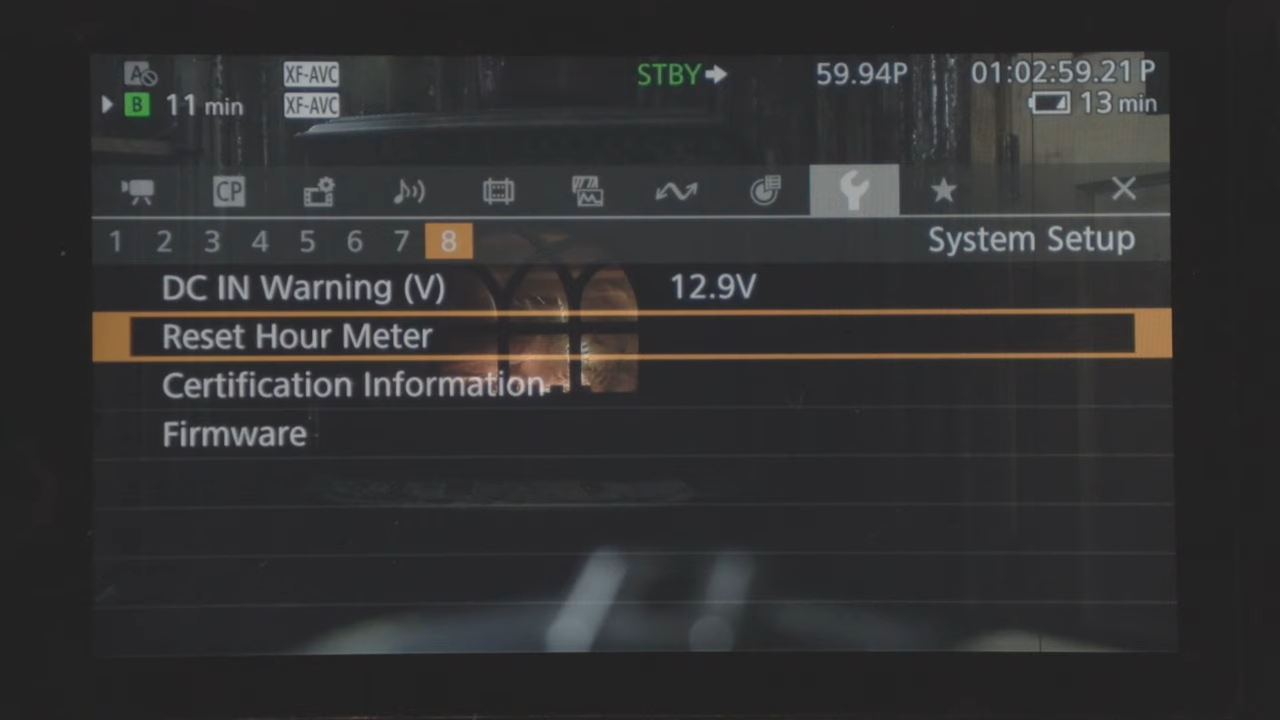 A XF-AVC STBY 59.94P 01:02:59.21 P
B 11 min XF-AVC 13 min
CP
1 2 3 4 5 6 7 8 System Setup
DC IN Warning (V) 12.9V
Reset Hour Meter
Certification Information
Firmware